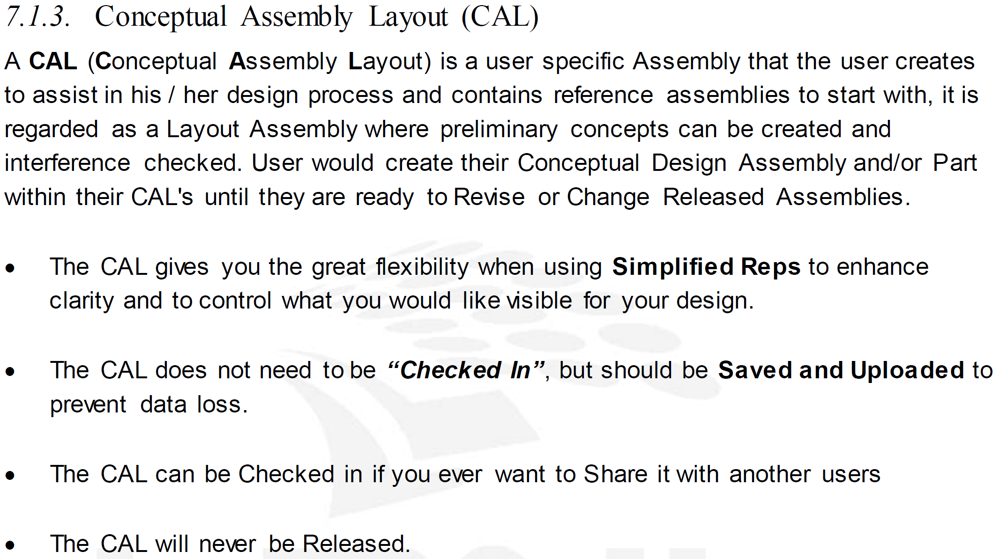 7.1.3. Conceptual Assembly Layout (CAL)
A CAL (Conceptual Assembly Layout) is a user specific Assembly that the user creates
to assist in his / her design process and contains reference assemblies to start with, it is
regarded as a Layout Assembly where preliminary concepts can be created and
interference checked. User would create their Conceptual Design Assembly and/or Part
within their CAL's until they are ready to Revise or Change Released Assemblies.
• The CAL gives you the great flexibility when using Simplified Reps to enhance
clarity and to control what you would like visible for your design.
• The CAL does not need to be “Checked In”, but should be Saved and Uploaded to
prevent data loss.
• The CAL can be Checked in if you ever want to Share it with another users
• The CAL will never be Released.